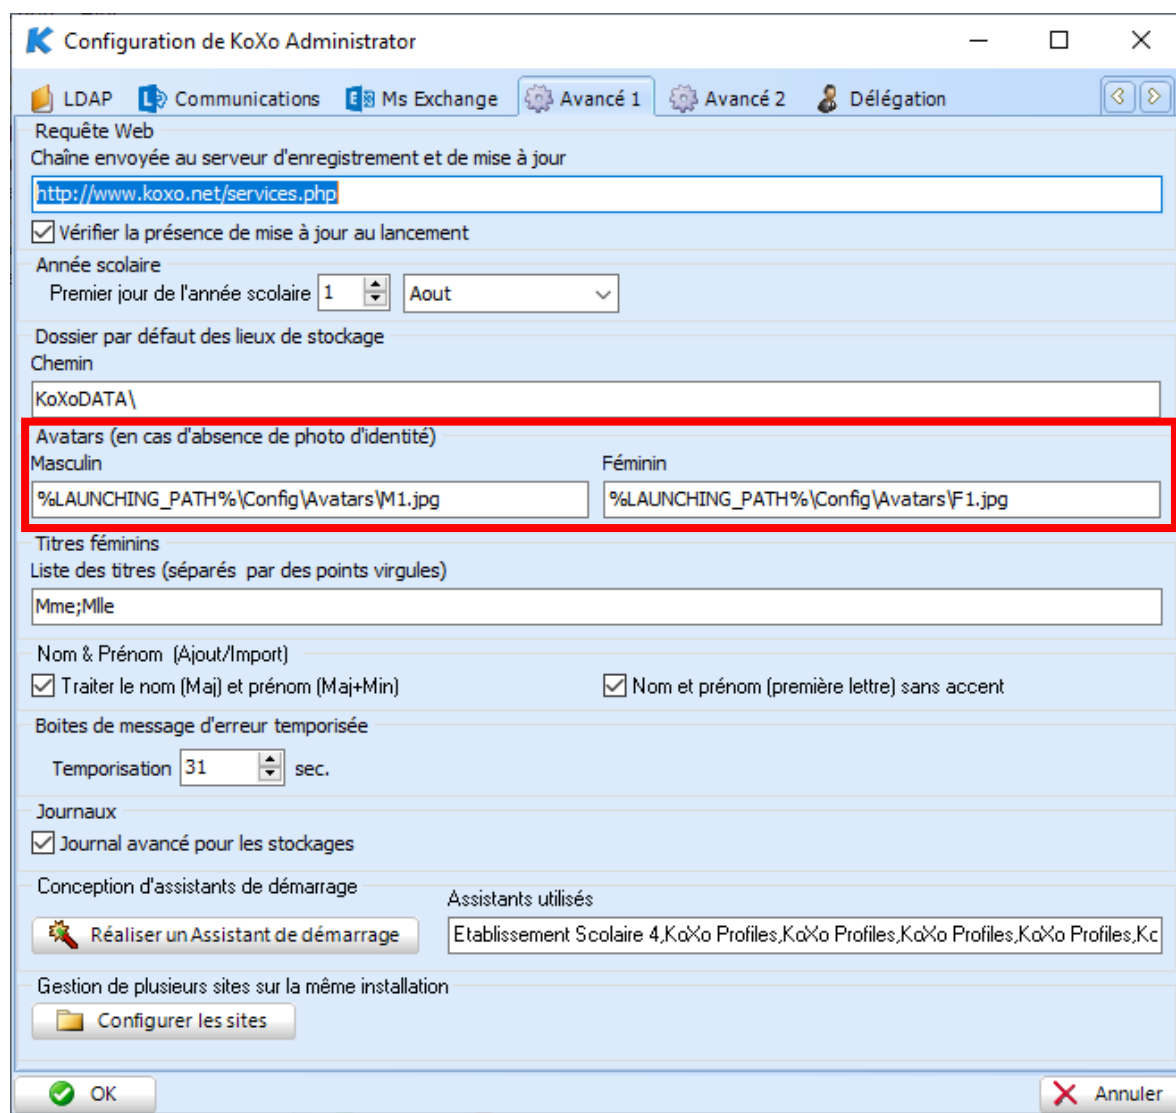 Configuration de KoXo Administrator
LDAP Communications Ms Exchange Avancé 1 Avancé 2 Délégation
Requête Web
Chaîne envoyée au serveur d'enregistrement et de mise à jour
http://www.koxo.net/services.php
Vérifier la présence de mise à jour au lancement
Année scolaire
Premier jour de l'année scolaire 1 Aout
Dossier par défaut des lieux de stockage
Chemin
KoXoDATA\
Avatars (en cas d'absence de photo d'identité)
Masculin Féminin
%LAUNCHING_PATH%\Config\Avatars\M1.jpg %LAUNCHING_PATH%\Config\Avatars\F1.jpg
Titres féminins
Liste des titres (séparés par des points virgules)
Mme;Mlle
Nom & Prénom (Ajout/Import)
Traiter le nom (Maj) et prénom (Maj+Min) Nom et prénom (première lettre) sans accent
Boites de message d'erreur temporisée
Temporisation 31 sec.
Journaux
Journal avancé pour les stockages
Conception d'assistants de démarrage
Assistants utilisés
Réaliser un Assistant de démarrage Etablissement Scolaire 4,KoXo Profiles,KoXo Profiles,KoXo Profiles,KoXo Profiles,Kc
Gestion de plusieurs sites sur la même installation
Configurer les sites
OK Annuler